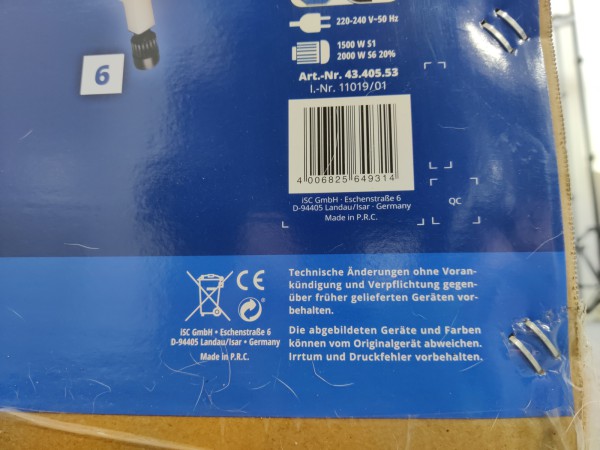 220-240 V~50 Hz
1500 W S1
2000 W S6 20%
Art.-Nr. 43.405.53
I.-Nr. 11019/01
6
4 006825 649314
iSC GmbH · Eschenstraße 6
D-94405 Landau/Isar · Germany
Made in P.R.C.
QC
CE
iSC GmbH • Eschenstraße 6
D-94405 Landau/Isar • Germany
Made in P.R.C.
Technische Änderungen ohne Voran-
kündigung und Verpflichtung gegen-
über früher gelieferten Geräten vor-
behalten.
Die abgebildeten Geräte und Farben
können vom Originalgerät abweichen.
Irrtum und Druckfehler vorbehalten.